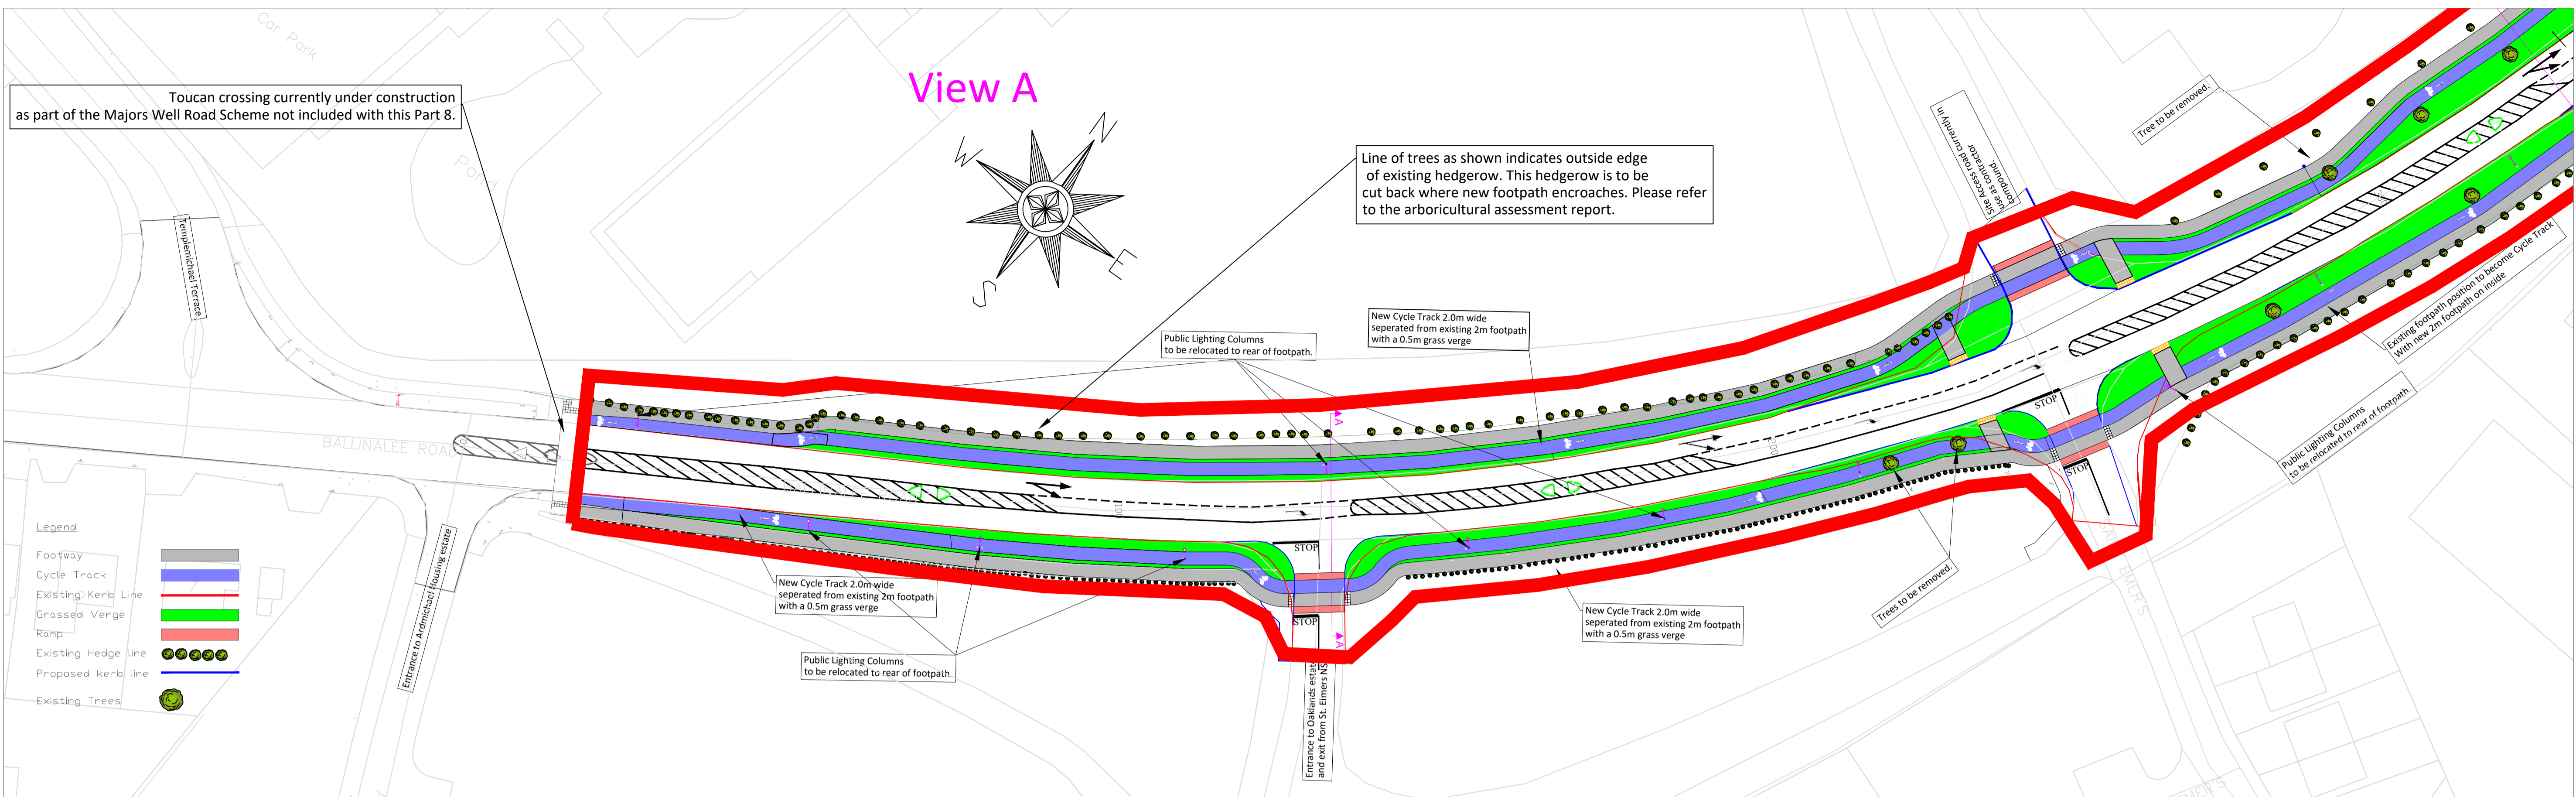 Car Park
View A
Toucan crossing currently under construction
as part of the Majors Well Road Scheme not included with this Part 8.
Pond
N
W
E
S
Line of trees as shown indicates outside edge
of existing hedgerow. This hedgerow is to be
cut back where new footpath encroaches. Please refer
to the arboricultural assessment report.
Site Access road currently in
use as contractor
compound.
Tree to be removed.
Templemichael Terrace
Public Lighting Columns
to be relocated to rear of footpath.
New Cycle Track 2.0m wide
seperated from existing 2m footpath
with a 0.5m grass verge
Existing footpath position to become Cycle Track
With new 2m footpath on inside
Public Lighting Columns
to be relocated to rear of footpath.
BALLINALEE ROAD
A
100
200
STOP
STOP
STOP
STOP
A
Entrance to Ardmichael Housing estate
New Cycle Track 2.0m wide
seperated from existing 2m footpath
with a 0.5m grass verge
Public Lighting Columns
to be relocated to rear of footpath.
Entrance to Oaklands estate
and exit from St. Eimers NS
New Cycle Track 2.0m wide
seperated from existing 2m footpath
with a 0.5m grass verge
Trees to be removed.
EIMER'S
Legend
Footway
Cycle Track
Existing Kerb Line
Grassed Verge
Ramp
Existing Hedge line
Proposed kerb line
Existing Trees